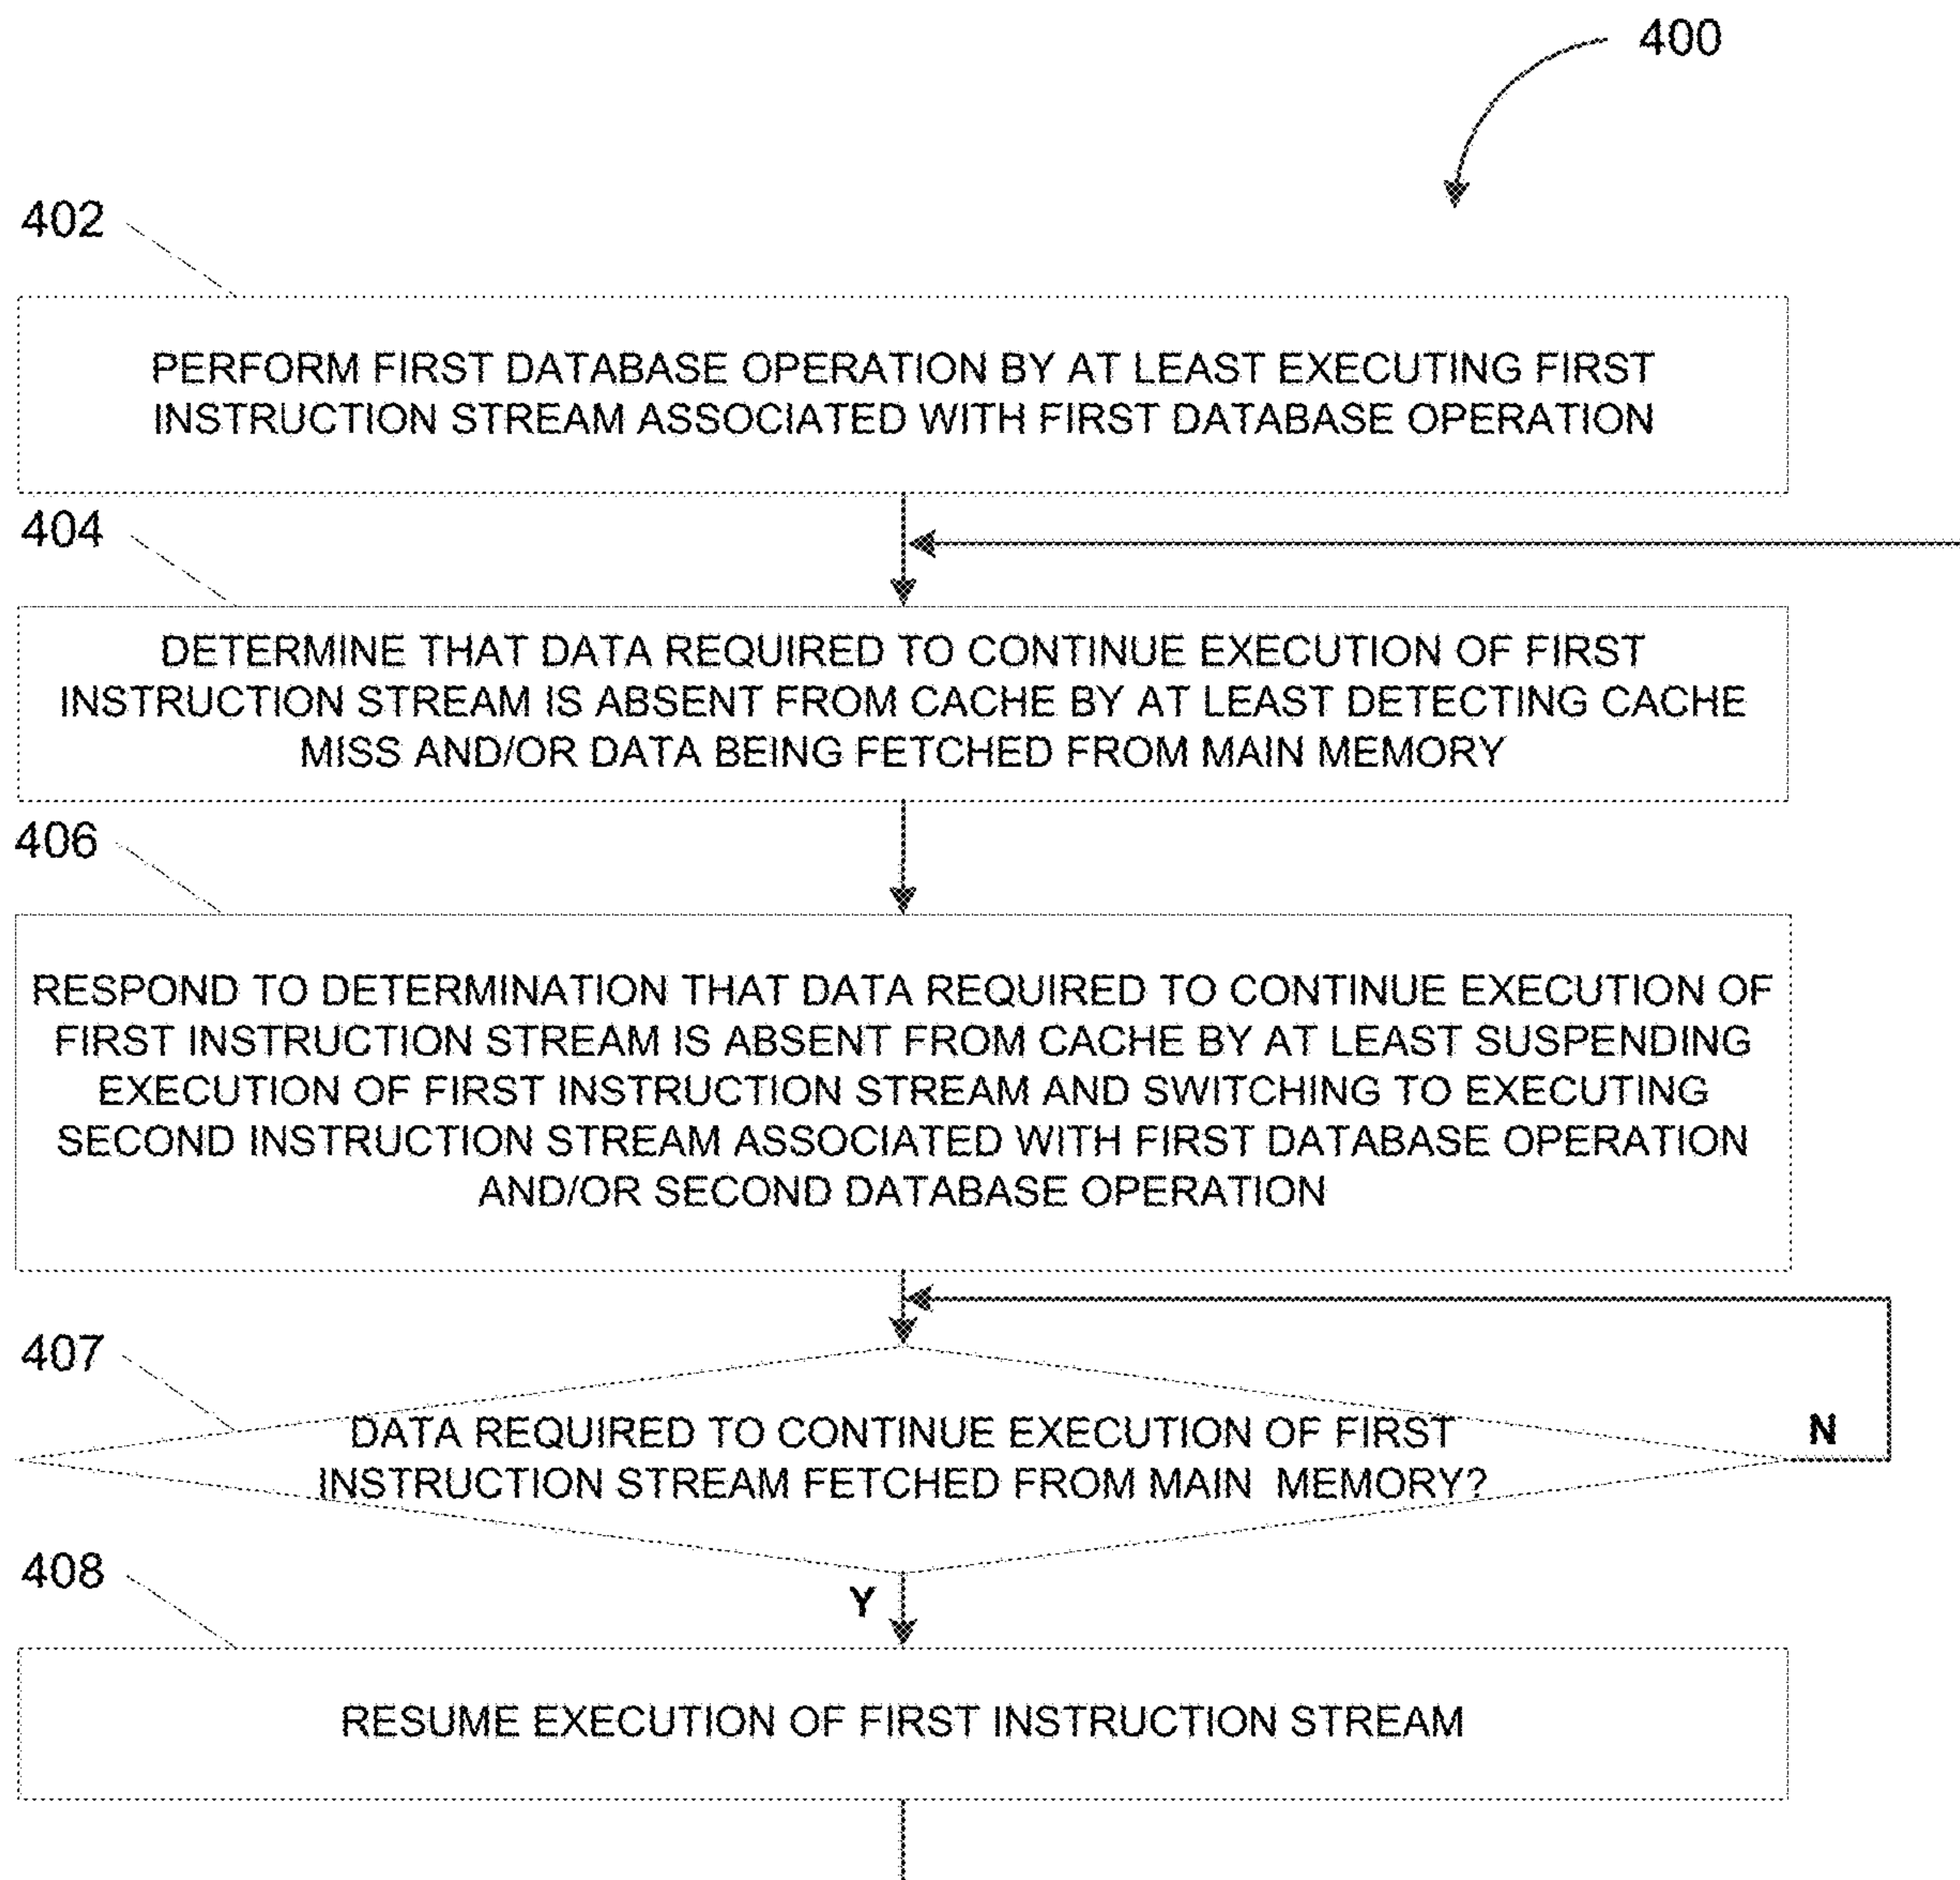 400
402
PERFORM FIRST DATABASE OPERATION BY AT LEAST EXECUTING FIRST
INSTRUCTION STREAM ASSOCIATED WITH FIRST DATABASE OPERATION
404
DETERMINE THAT DATA REQUIRED TO CONTINUE EXECUTION OF FIRST
INSTRUCTION STREAM IS ABSENT FROM CACHE BY AT LEAST DETECTING CACHE
MISS AND/OR DATA BEING FETCHED FROM MAIN MEMORY
406
RESPOND TO DETERMINATION THAT DATA REQUIRED TO CONTINUE EXECUTION OF
FIRST INSTRUCTION STREAM IS ABSENT FROM CACHE BY AT LEAST SUSPENDING
EXECUTION OF FIRST INSTRUCTION STREAM AND SWITCHING TO EXECUTING
SECOND INSTRUCTION STREAM ASSOCIATED WITH FIRST DATABASE OPERATION
AND/OR SECOND DATABASE OPERATION
407
DATA REQUIRED TO CONTINUE EXECUTION OF FIRST
INSTRUCTION STREAM FETCHED FROM MAIN MEMORY?
N
Y
408
RESUME EXECUTION OF FIRST INSTRUCTION STREAM